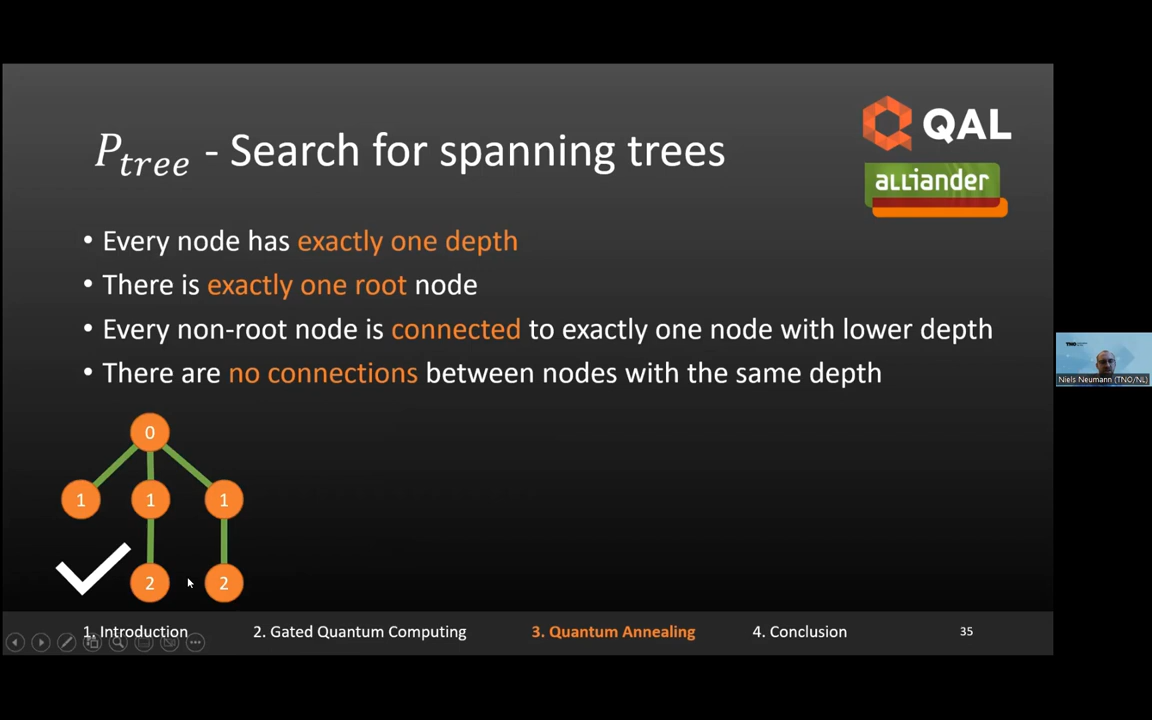 P_tree - Search for spanning trees
QAL
alliander
• Every node has exactly one depth
• There is exactly one root node
• Every non-root node is connected to exactly one node with lower depth
• There are no connections between nodes with the same depth
0
1 1 1
2 2
TNO
Niels Neumann (TNO/NL)
1. Introduction 2. Gated Quantum Computing 3. Quantum Annealing 4. Conclusion 35